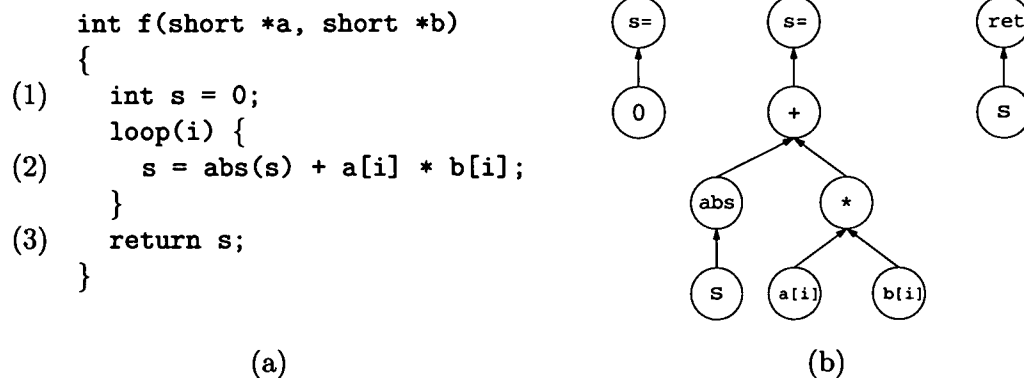 int f(short *a, short *b)
{
(1) int s = 0;
loop(i) {
(2) s = abs(s) + a[i] * b[i];
}
(3) return s;
}
(a)
s= s= ret
0 + s
abs *
s a[i] b[i]
(b)